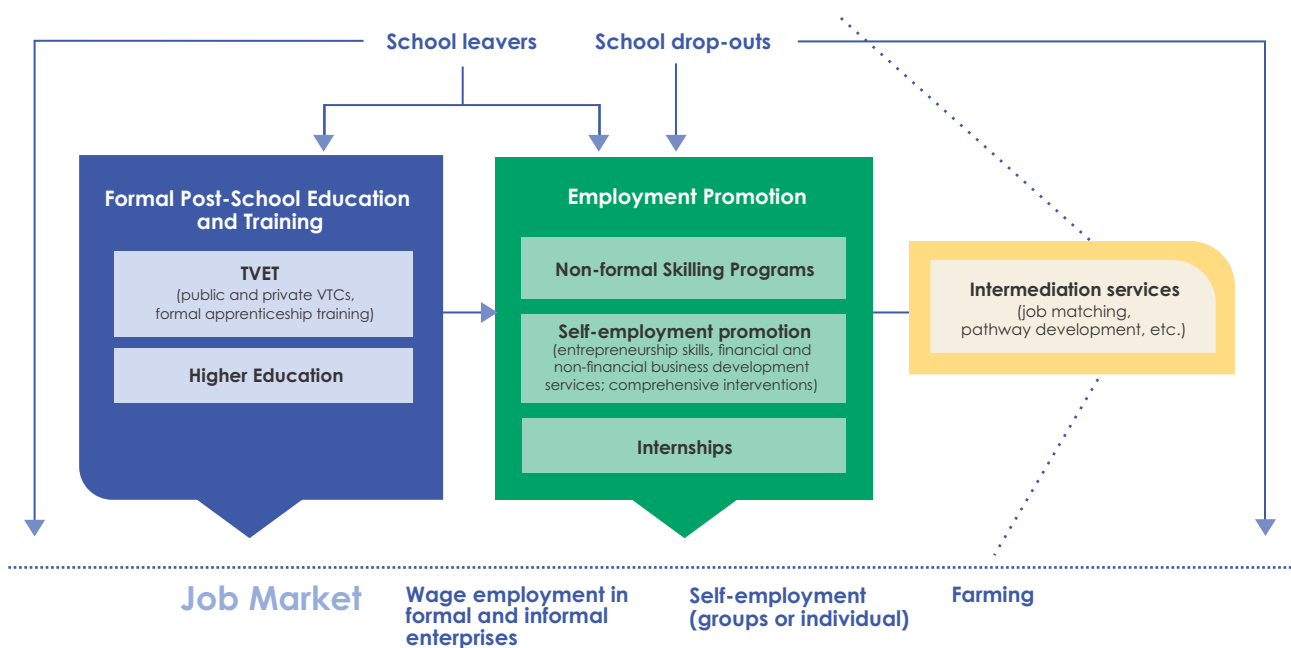 School leavers
School drop-outs
Formal Post-School Education
and Training
TVET
(public and private VTCs,
formal apprenticeship training)
Higher Education
Employment Promotion
Non-formal Skilling Programs
Self-employment promotion
(entrepreneurship skills, financial and
non-financial business development
services; comprehensive interventions)
Internships
Intermediation services
(job matching,
pathway development, etc.)
Job Market
Wage employment in
formal and informal
enterprises
Self-employment
(groups or individual)
Farming